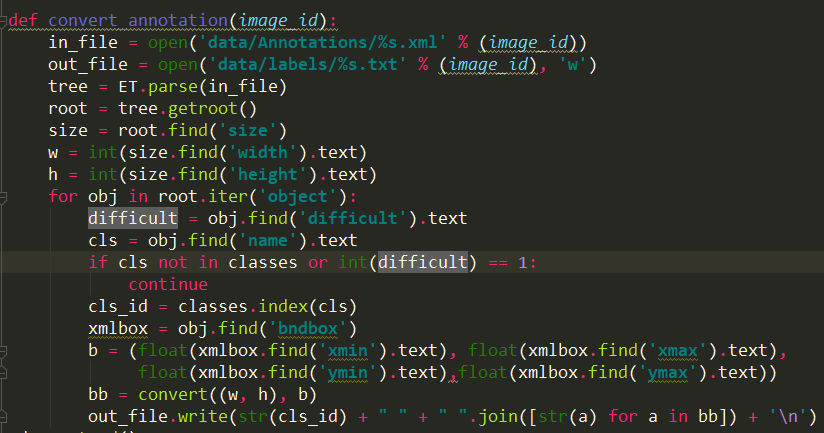 def convert_annotation(image_id):
    in_file = open('data/Annotations/%s.xml' % (image_id))
    out_file = open('data/labels/%s.txt' % (image_id), 'w')
    tree = ET.parse(in_file)
    root = tree.getroot()
    size = root.find('size')
    w = int(size.find('width').text)
    h = int(size.find('height').text)
    for obj in root.iter('object'):
        difficult = obj.find('difficult').text
        cls = obj.find('name').text
        if cls not in classes or int(difficult) == 1:
            continue
        cls_id = classes.index(cls)
        xmlbox = obj.find('bndbox')
        b = (float(xmlbox.find('xmin').text), float(xmlbox.find('xmax').text),
             float(xmlbox.find('ymin').text),float(xmlbox.find('ymax').text))
        bb = convert((w, h), b)
        out_file.write(str(cls_id) + " " + " ".join([str(a) for a in bb]) + '\n')